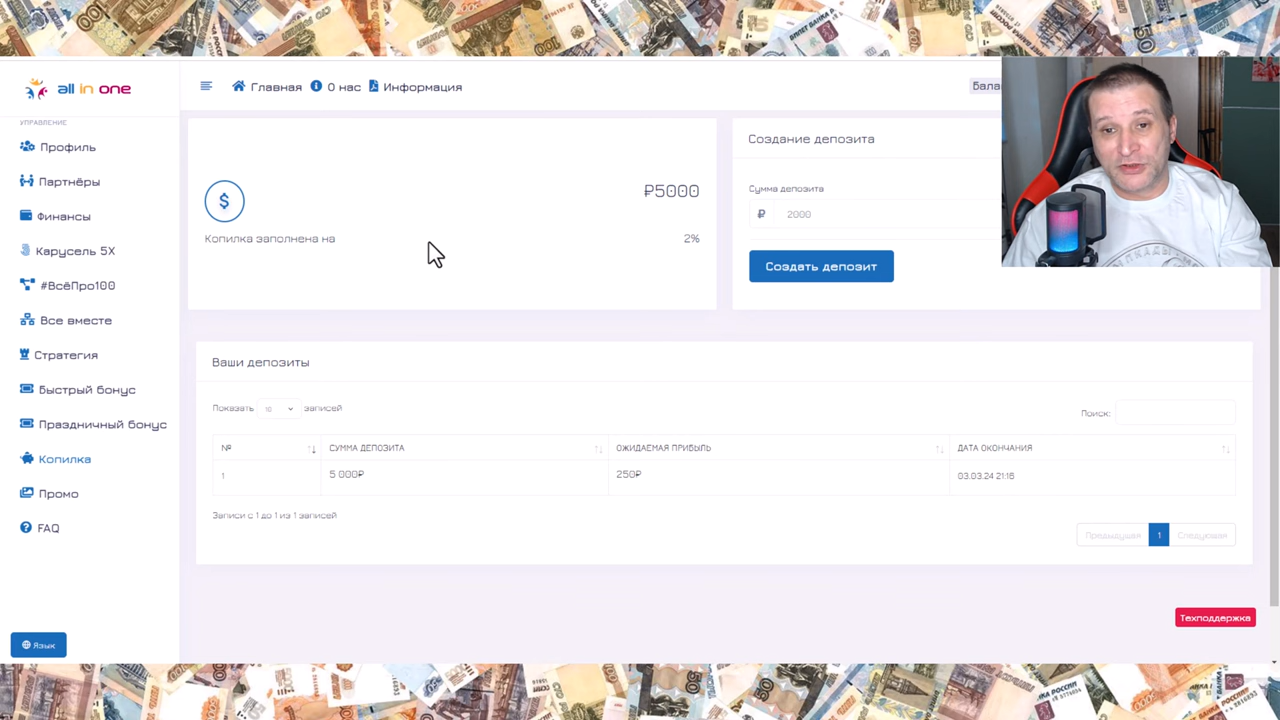 all in one
Главная
О нас
Информация
УПРАВЛЕНИЕ
Профиль
Партнёры
Финансы
Карусель 5X
#ВсёПро100
Все вместе
Стратегия
Быстрый бонус
Праздничный бонус
Копилка
Промо
FAQ
Язык
$
₽5000
Копилка заполнена на
2%
Создание депозита
Сумма депозита
₽
2000
Создать депозит
Ваши депозиты
Показать 10 записей
Поиск:
№ СУММА ДЕПОЗИТА ОЖИДАЕМАЯ ПРИБЫЛЬ ДАТА ОКОНЧАНИЯ
1 5 000₽ 250₽ 03.03.24 21:16
Записи с 1 до 1 из 1 записей
Предыдущая 1 Следующая
Техподдержка